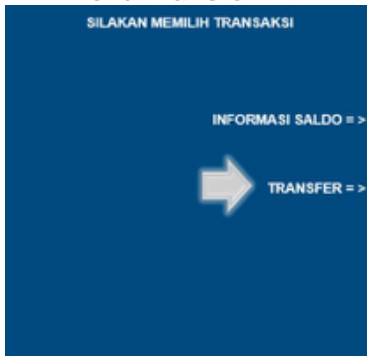 SILAKAN MEMILIH TRANSAKSI
INFORMASI SALDO = >
TRANSFER = >